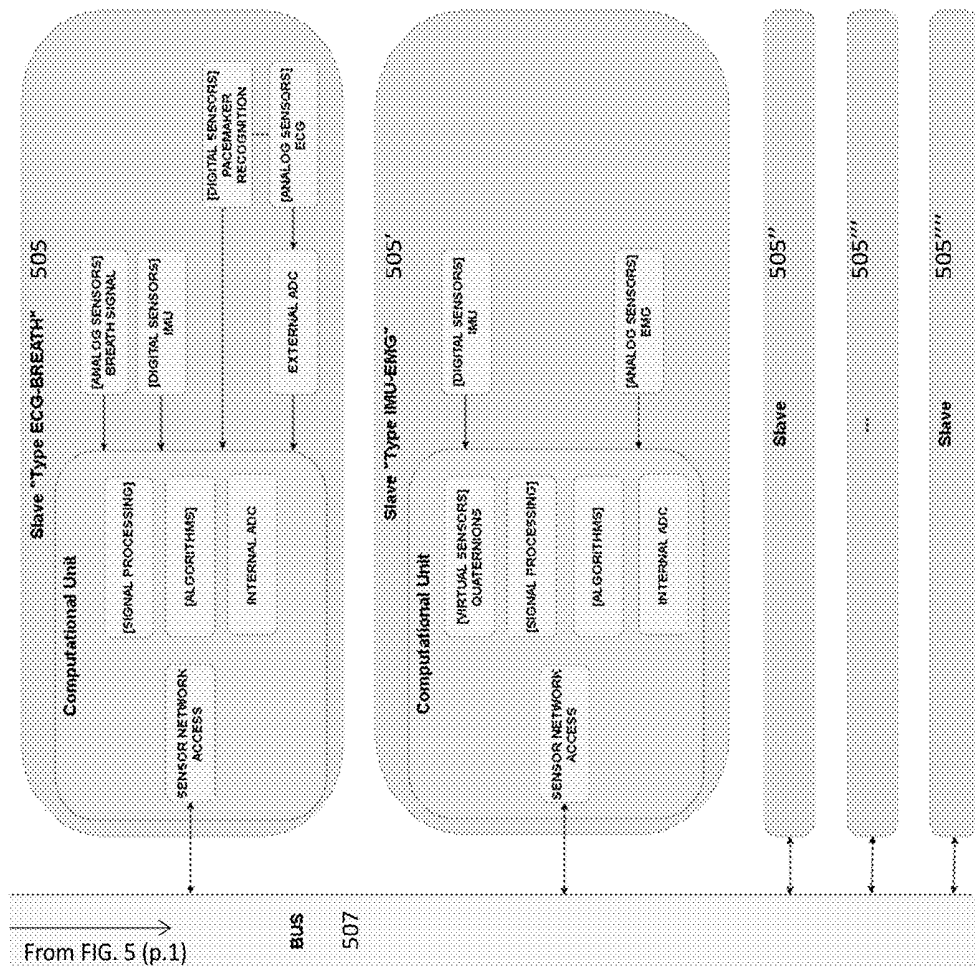 Slave "Type ECG-BREATH" 505
Computational Unit
SENSOR NETWORK
ACCESS
[SIGNAL PROCESSING]
[ALGORITHMS]
INTERNAL ADC
[ANALOG SENSORS]
BREATH SIGNAL
[DIGITAL SENSORS]
IMU
[DIGITAL SENSORS]
PACEMAKER
RECOGNITION
[ANALOG SENSORS]
ECG
EXTERNAL ADC
Slave "Type IMU-EMG" 505'
Computational Unit
SENSOR NETWORK
ACCESS
[VIRTUAL SENSORS]
QUATERNIONS
[SIGNAL PROCESSING]
[ALGORITHMS]
INTERNAL ADC
[DIGITAL SENSORS]
IMU
[ANALOG SENSORS]
EMG
Slave 505''
... 505'''
Slave 505''''
BUS
507
From FIG. 5 (p.1)